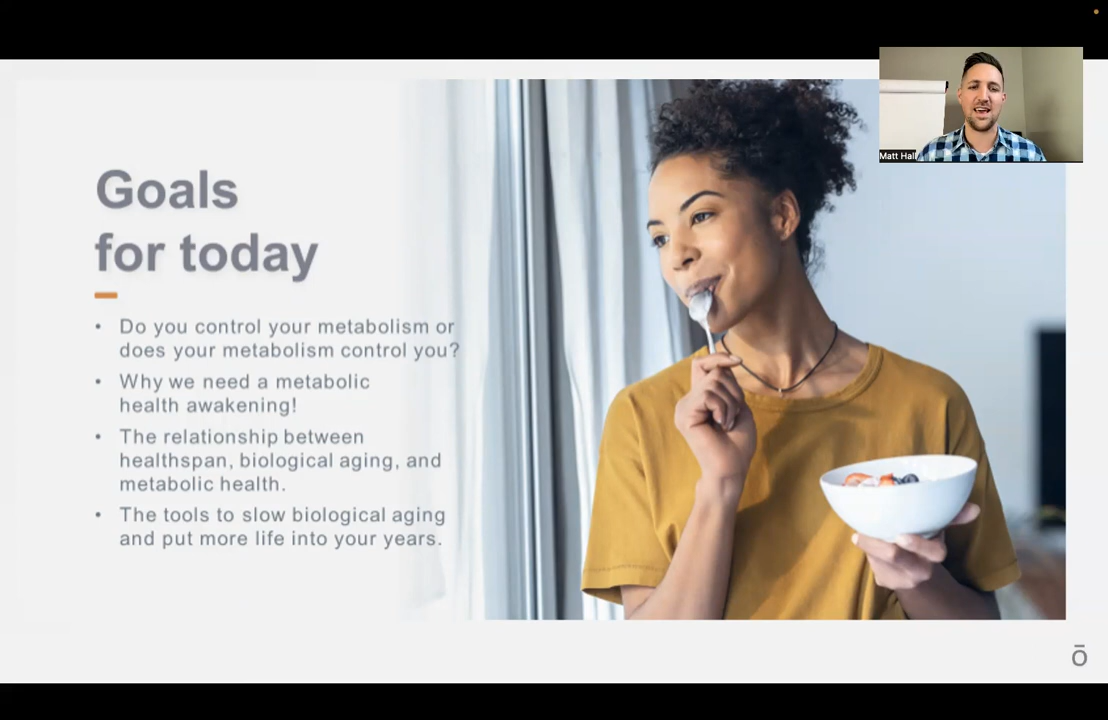 Matt Hall
Goals
for today
• Do you control your metabolism or
does your metabolism control you?
• Why we need a metabolic
health awakening!
• The relationship between
healthspan, biological aging, and
metabolic health.
• The tools to slow biological aging
and put more life into your years.
ō